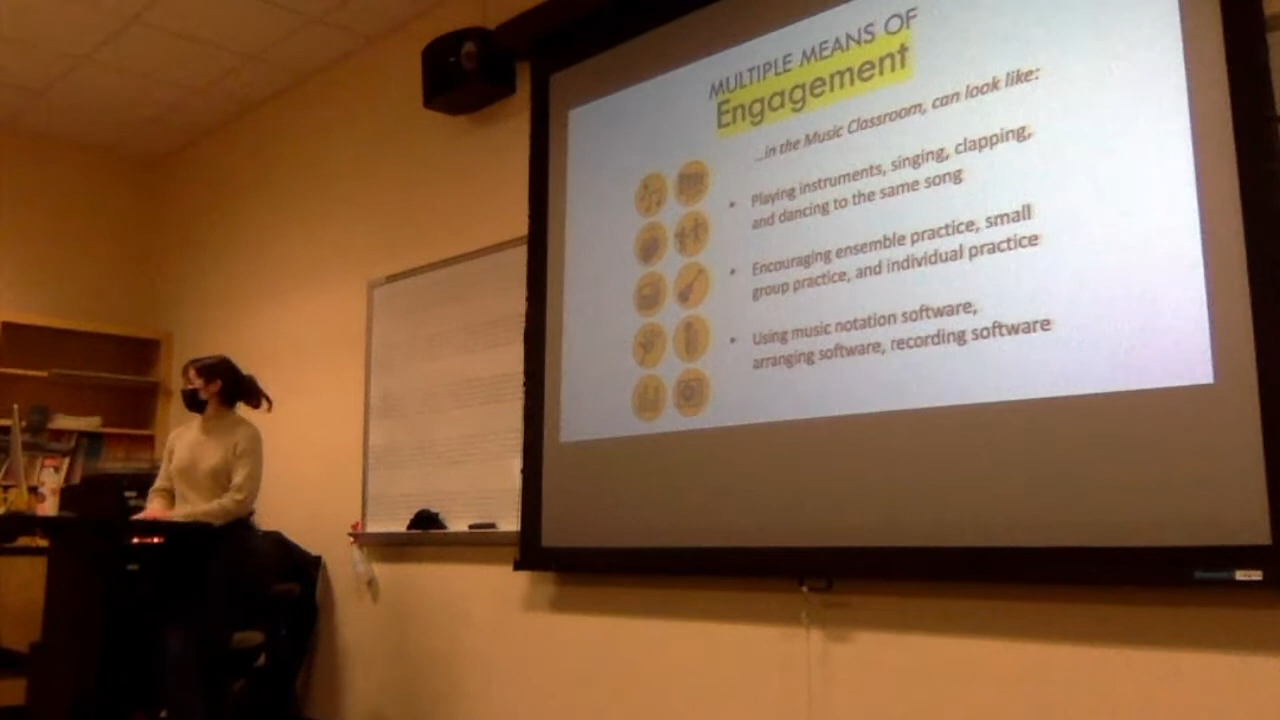 MULTIPLE MEANS OF
Engagement
...in the Music Classroom, can look like:
• Playing instruments, singing, clapping,
and dancing to the same song
• Encouraging ensemble practice, small
group practice, and individual practice
• Using music notation software,
arranging software, recording software